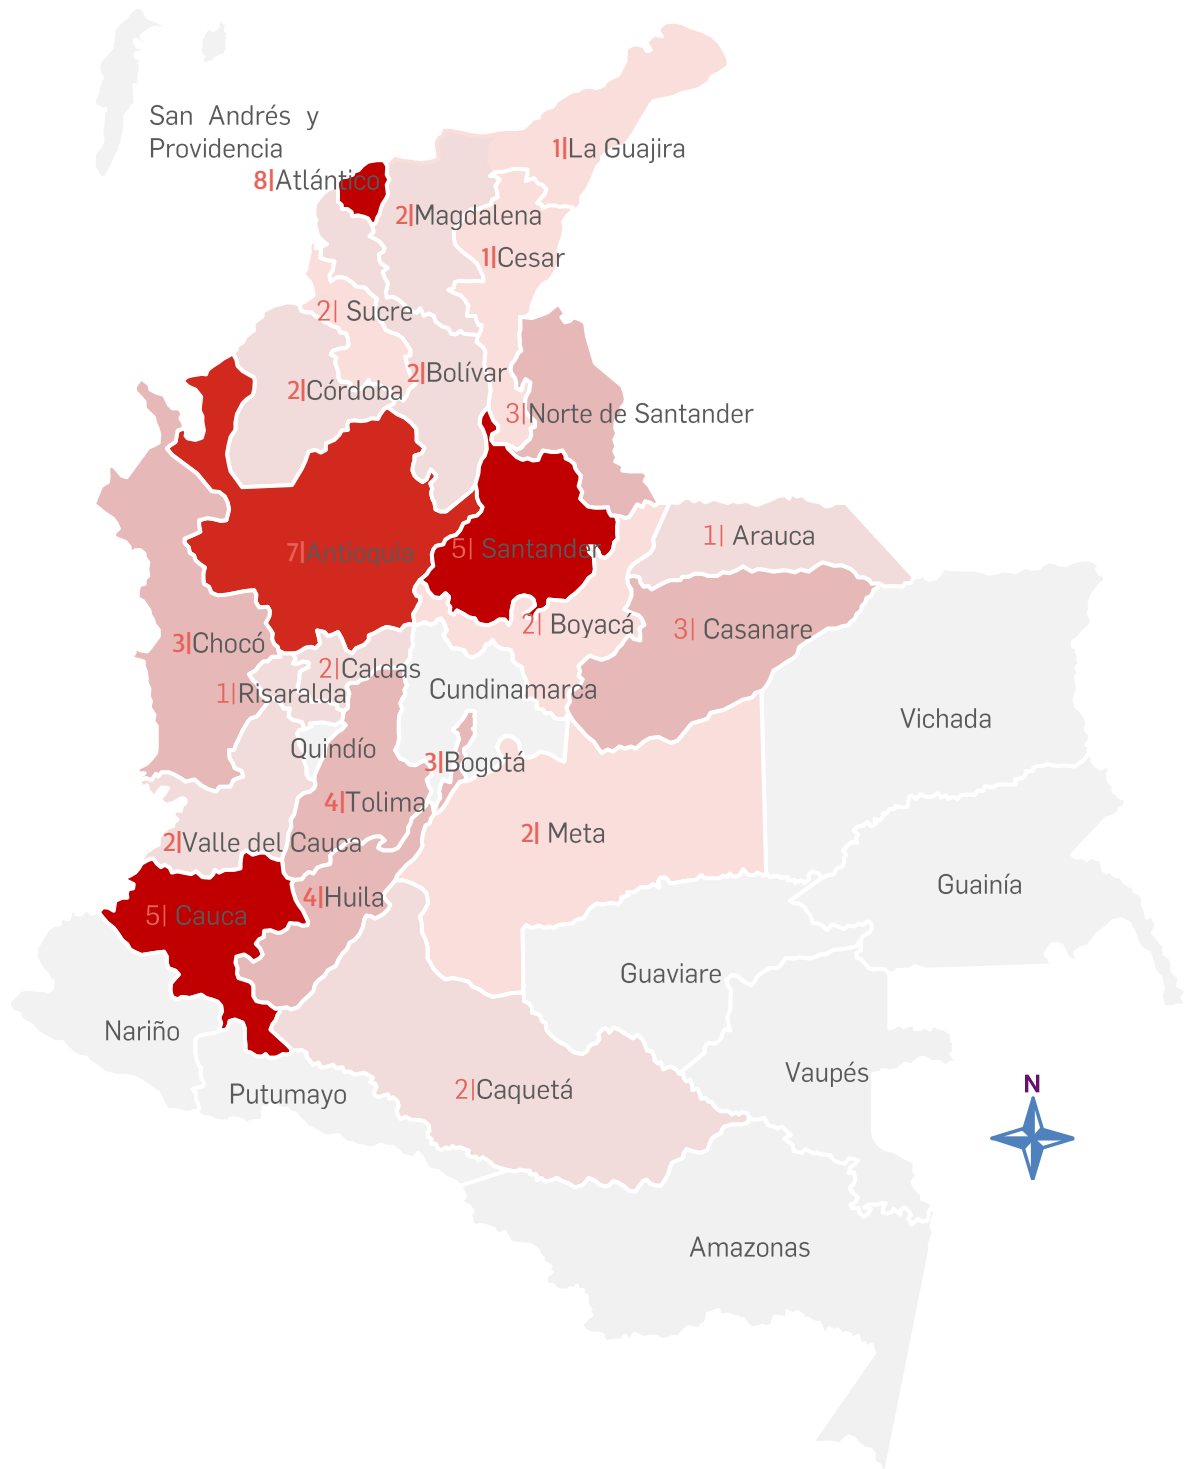 San Andrés y
Providencia
1|La Guajira
8|Atlántico
2|Magdalena
1|Cesar
2| Sucre
2|Bolívar
2|Córdoba
3|Norte de Santander
1| Arauca
7|Antioquia
5| Santander
2| Boyacá
3| Casanare
3|Chocó
2|Caldas
1|Risaralda
Cundinamarca
Vichada
Quindío
3|Bogotá
4|Tolima
2| Meta
2|Valle del Cauca
Guainía
4|Huila
5| Cauca
Guaviare
Nariño
Vaupés
N
2|Caquetá
Putumayo
Amazonas